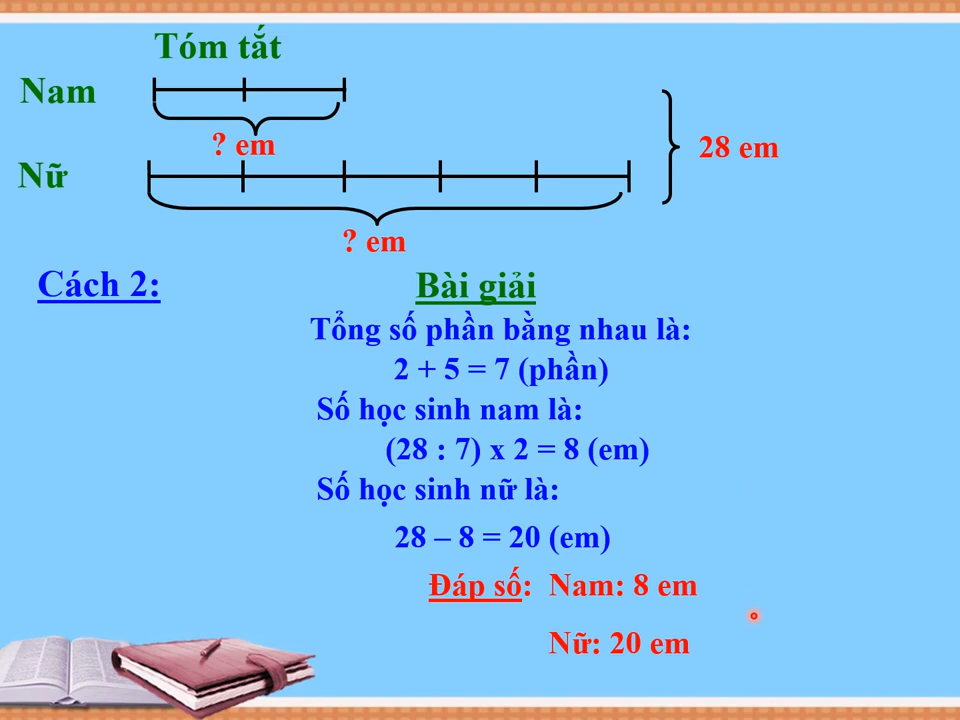 Tóm tắt
Nam
? em
28 em
Nữ
? em
Cách 2:
Bài giải
Tổng số phần bằng nhau là:
2 + 5 = 7 (phần)
Số học sinh nam là:
(28 : 7) x 2 = 8 (em)
Số học sinh nữ là:
28 – 8 = 20 (em)
Đáp số: Nam: 8 em
Nữ: 20 em